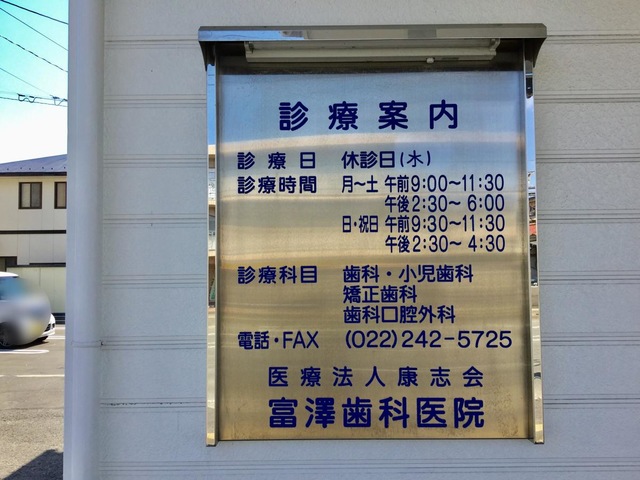 診療案内
診療日 休診日(水)
診療時間 月〜土 午前9:00〜11:30
午後2:30〜6:00
日・祝日 午前9:30〜11:30
午後2:30〜4:30
診療科目 歯科・小児歯科
矯正歯科
歯科口腔外科
電話・FAX (022)242-5725
医療法人康志会
富澤歯科医院